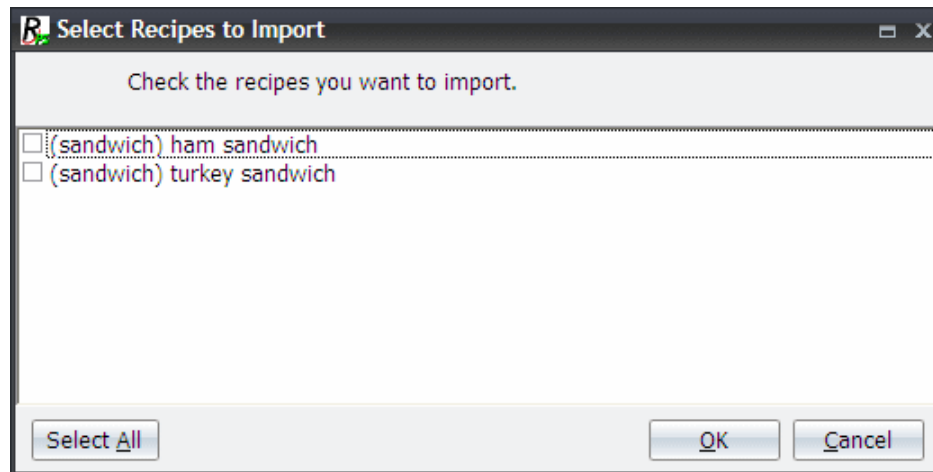 Select Recipes to Import
Check the recipes you want to import.
(sandwich) ham sandwich
(sandwich) turkey sandwich
Select All
OK
Cancel